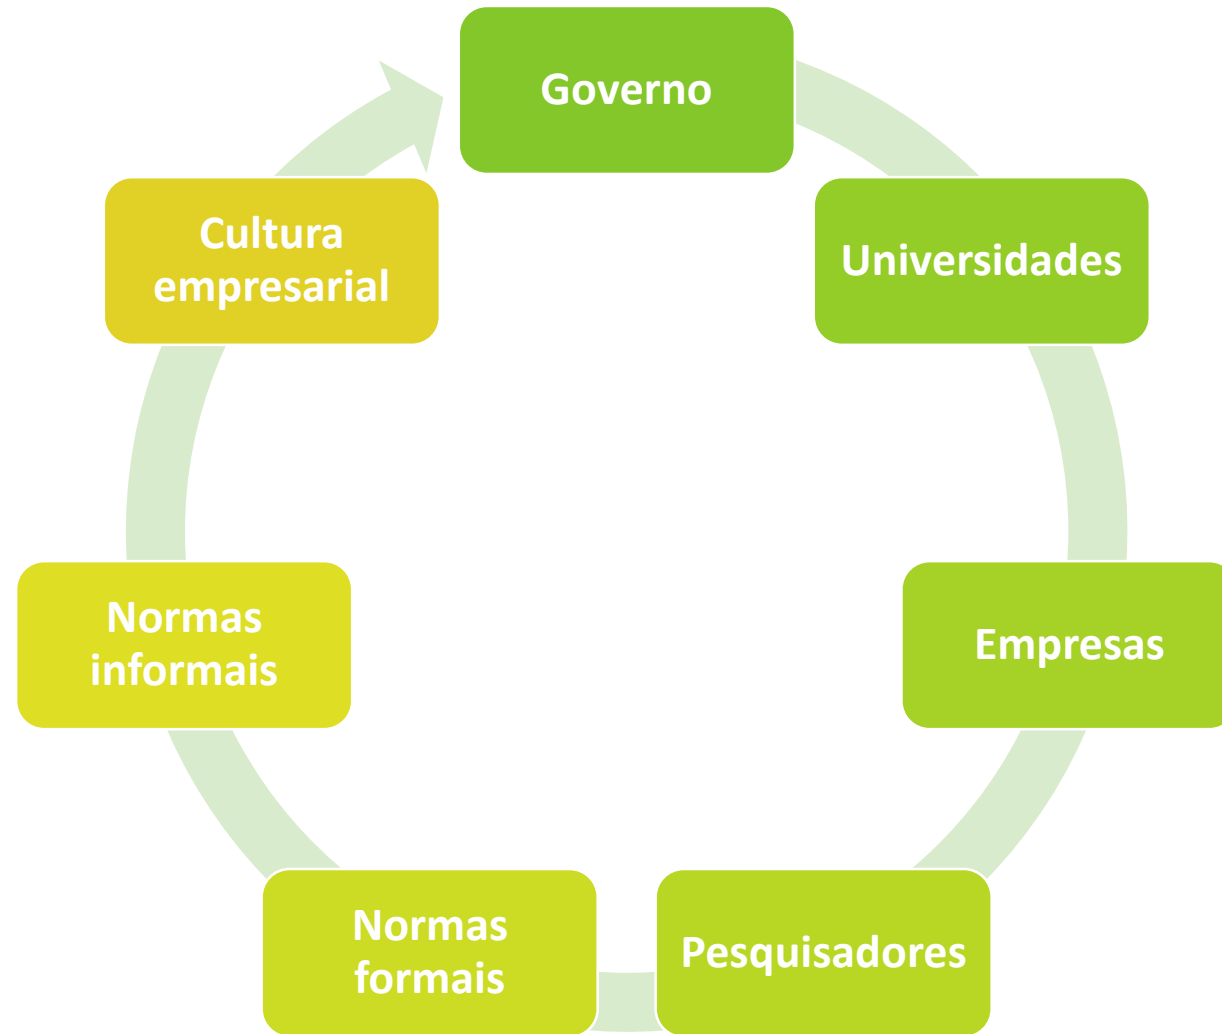 Governo
Universidades
Empresas
Pesquisadores
Normas
formais
Normas
informais
Cultura
empresarial